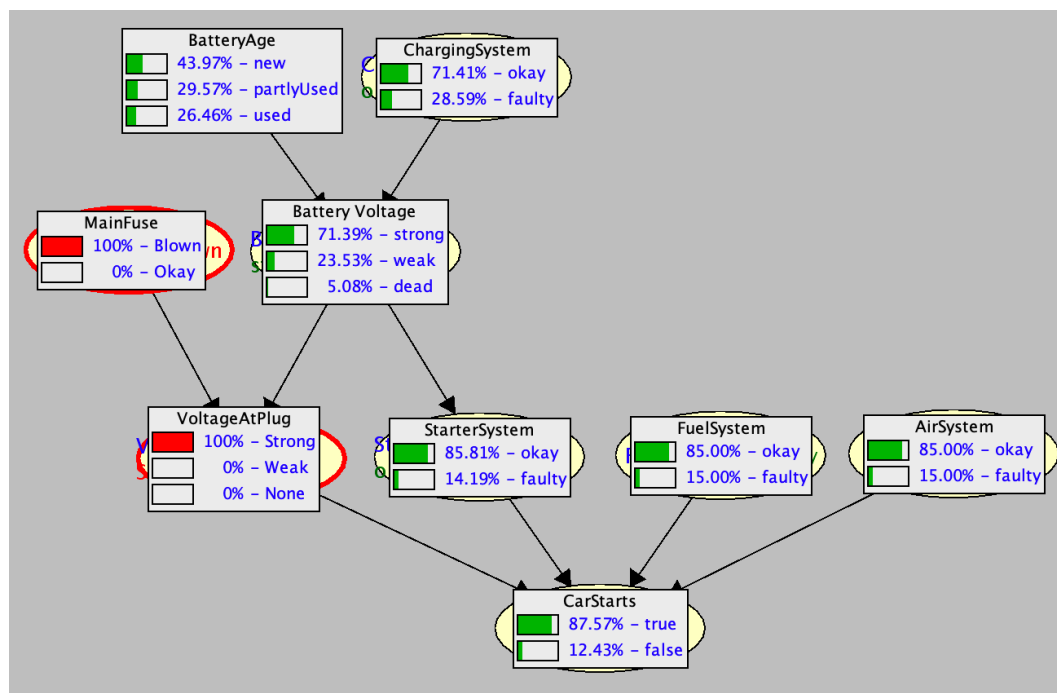 BatteryAge
43.97% - new
29.57% - partlyUsed
26.46% - used
ChargingSystem
71.41% - okay
28.59% - faulty
MainFuse
100% - Blown
0% - Okay
Battery Voltage
71.39% - strong
23.53% - weak
5.08% - dead
VoltageAtPlug
100% - Strong
0% - Weak
0% - None
StarterSystem
85.81% - okay
14.19% - faulty
FuelSystem
85.00% - okay
15.00% - faulty
AirSystem
85.00% - okay
15.00% - faulty
CarStarts
87.57% - true
12.43% - false